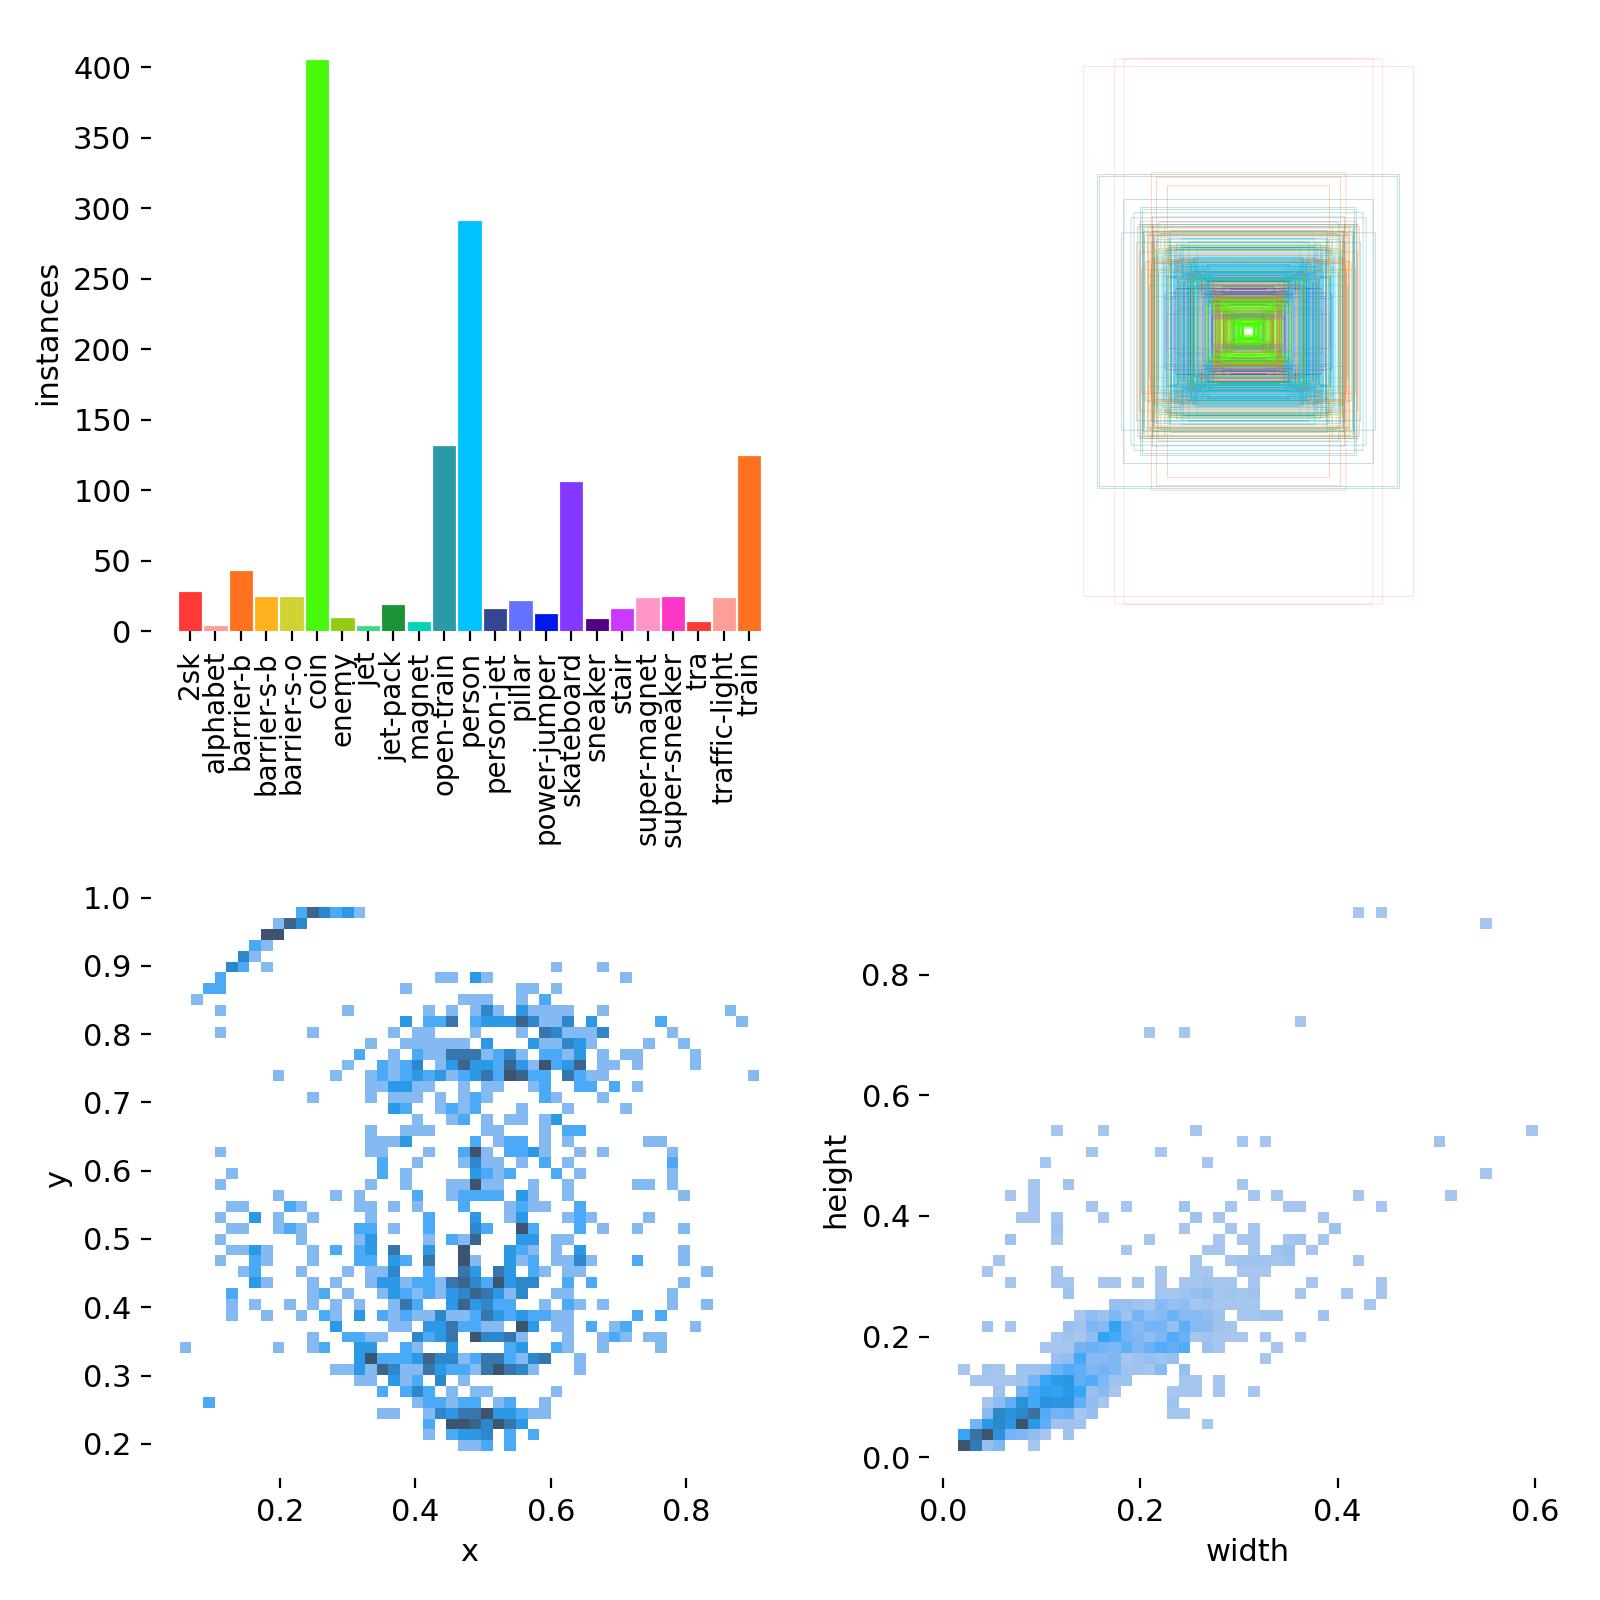 instances
400
350
300
250
200
150
100
50
0
2sk
alphabet
barrier-b
barrier-s-b
barrier-s-o
coin
enemy
jet
jet-pack
magnet
open-train
person
person-jet
pillar
power-jumper
skateboard
sneaker
stair
super-magnet
super-sneaker
tra
traffic-light
train
y
1.0
0.9
0.8
0.7
0.6
0.5
0.4
0.3
0.2
0.2 0.4 0.6 0.8
x
height
0.8
0.6
0.4
0.2
0.0
0.0 0.2 0.4 0.6
width